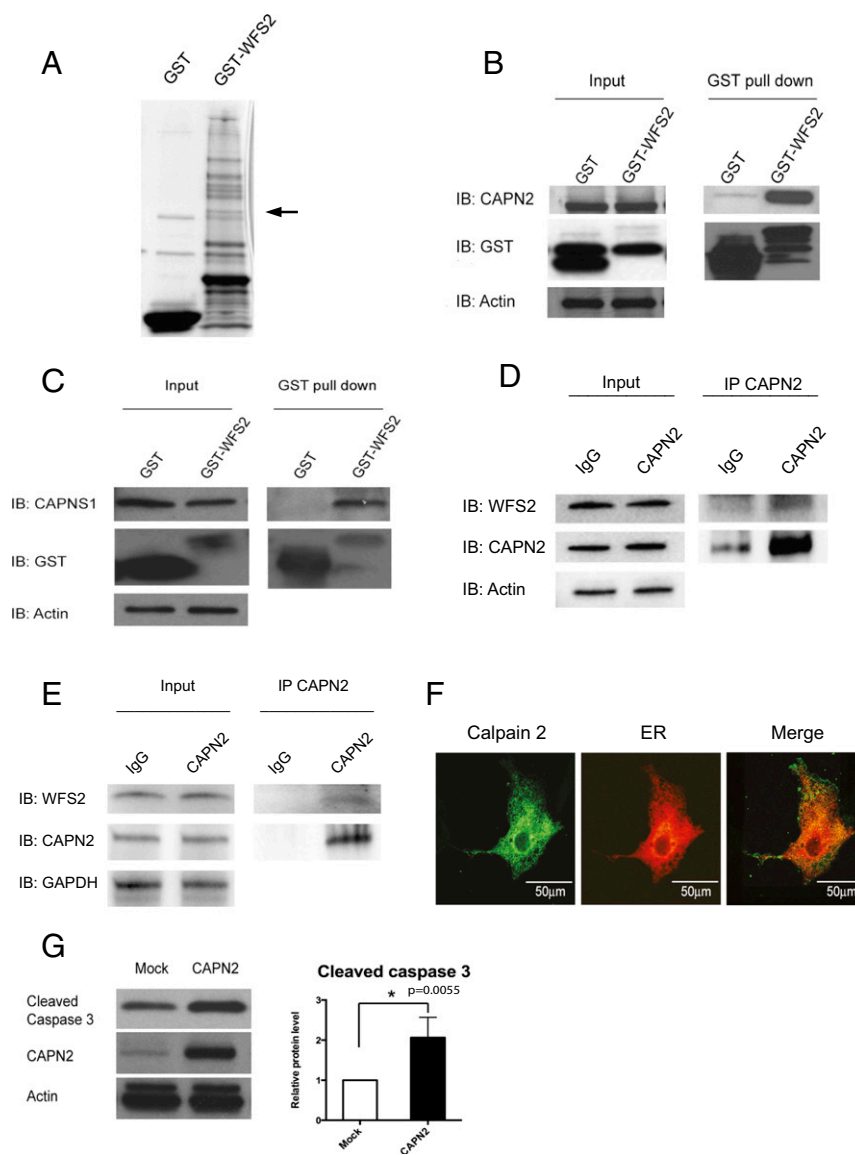 A
GST
GST-WFS2
B
Input
GST pull down
GST
GST-WFS2
GST
GST-WFS2
IB: CAPN2
IB: GST
IB: Actin
C
Input
GST pull down
GST
GST-WFS2
GST
GST-WFS2
IB: CAPNS1
IB: GST
IB: Actin
D
Input
IP CAPN2
IgG
CAPN2
IgG
CAPN2
IB: WFS2
IB: CAPN2
IB: Actin
E
Input
IP CAPN2
IgG
CAPN2
IgG
CAPN2
IB: WFS2
IB: CAPN2
IB: GAPDH
F
Calpain 2
ER
Merge
50µm
50µm
50µm
G
Mock
CAPN2
Cleaved
Caspase 3
CAPN2
Actin
Cleaved caspase 3
* p=0.0055
Relative protein level
3
2
1
0
Mock
CAPN2